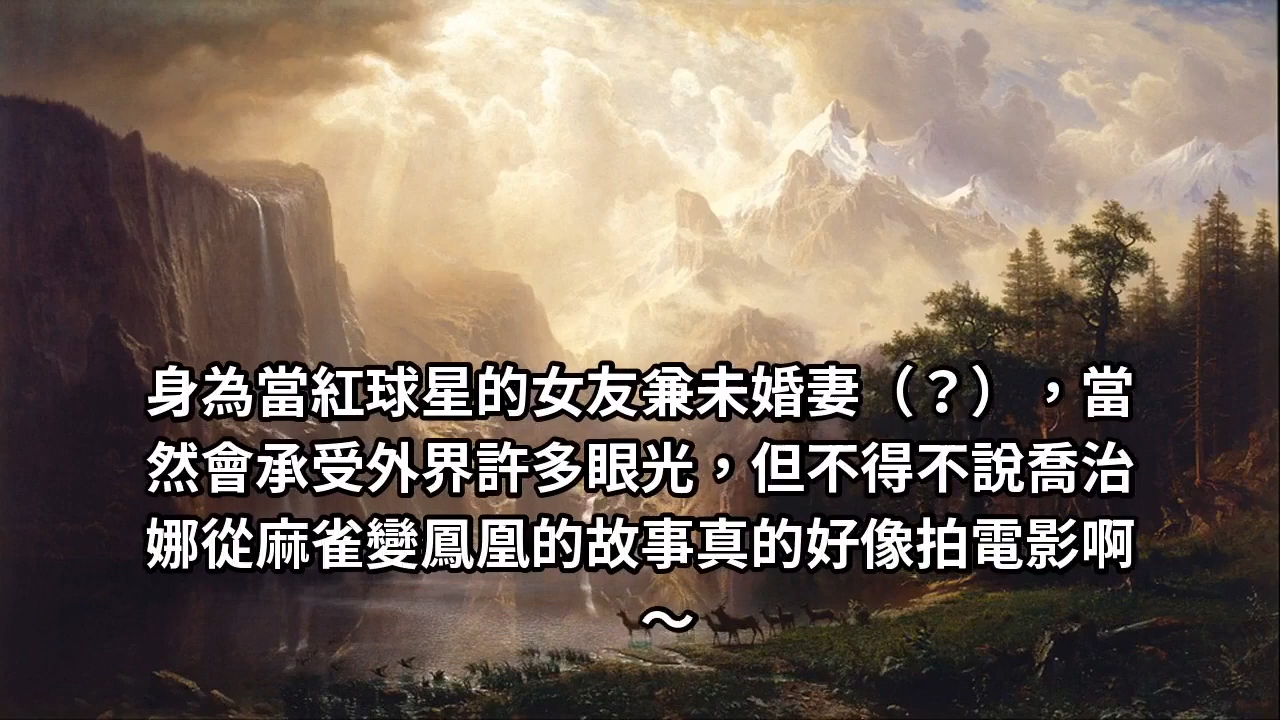 身為當紅球星的女友兼未婚妻（？），當
然會承受外界許多眼光，但不得不說喬治
娜從麻雀變鳳凰的故事真的好像拍電影啊
～